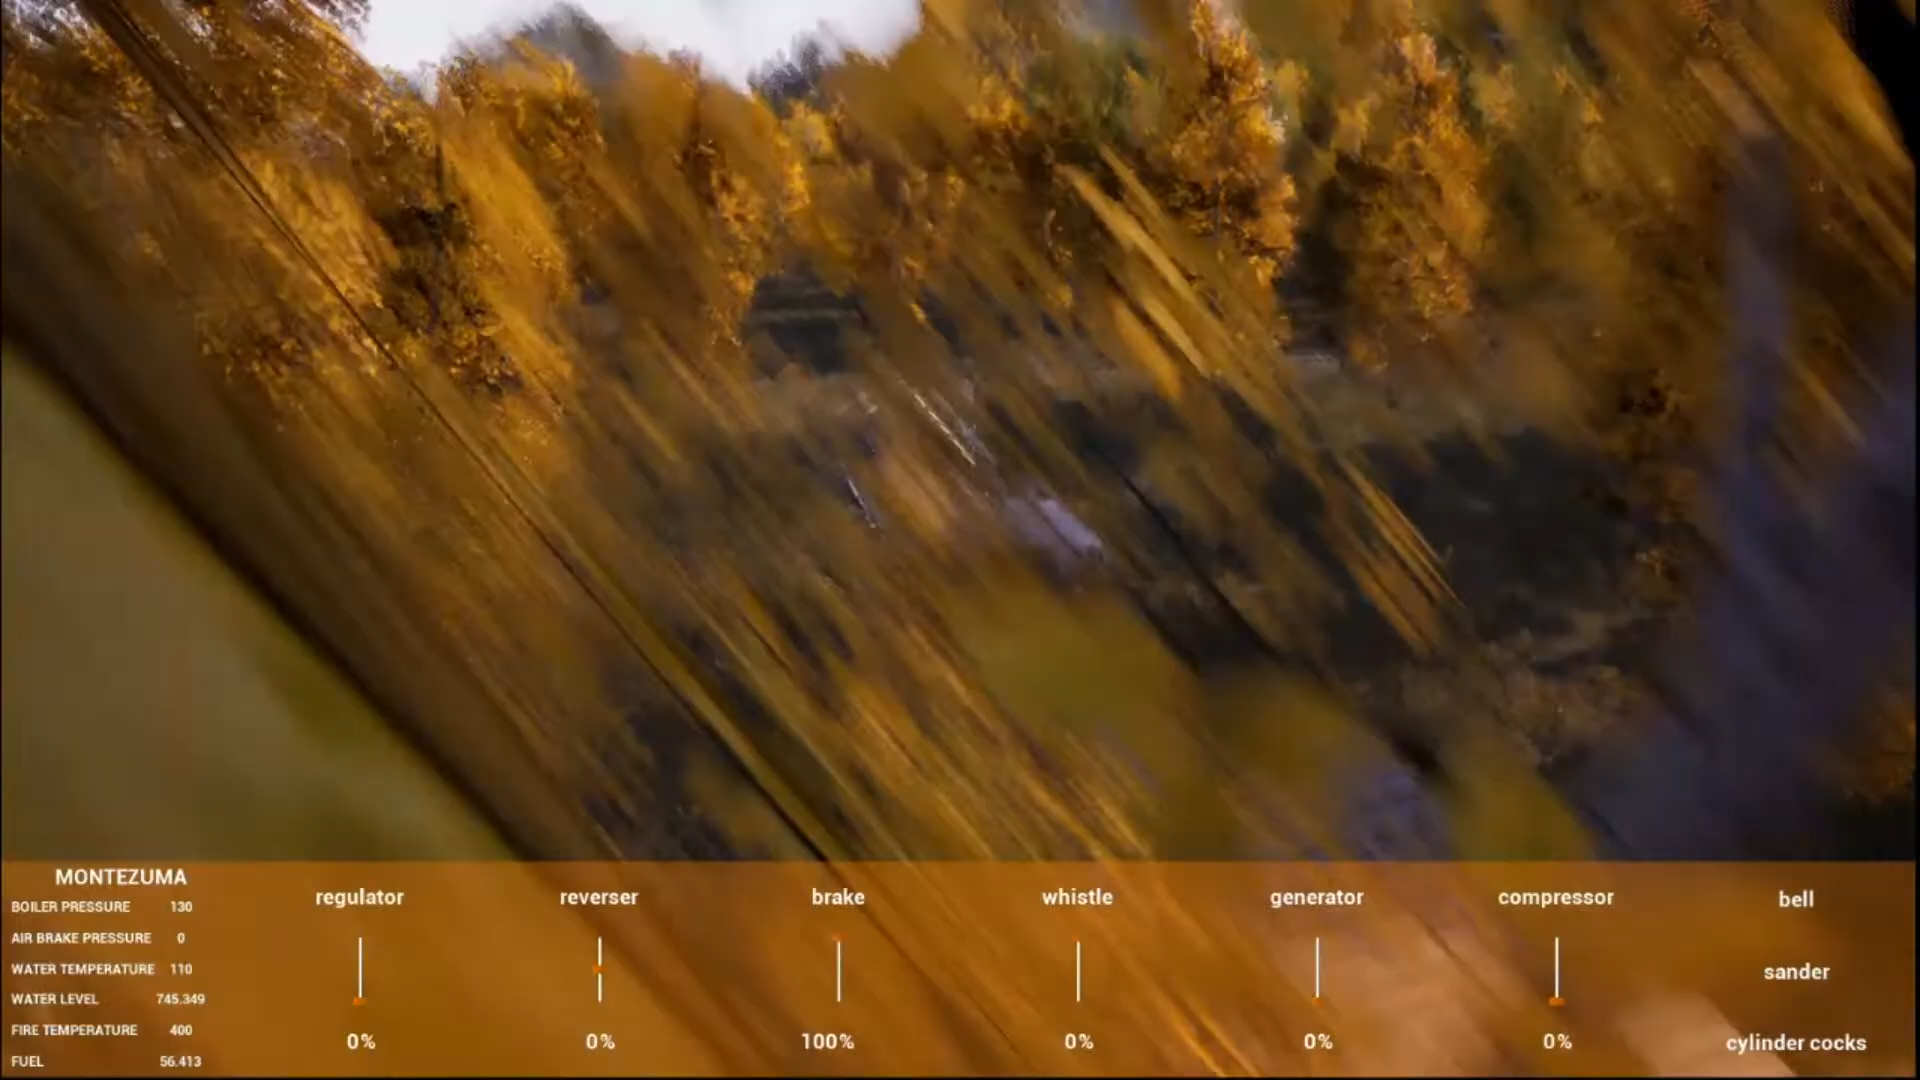 MONTEZUMA
BOILER PRESSURE 130
AIR BRAKE PRESSURE 0
WATER TEMPERATURE 110
WATER LEVEL 745.349
FIRE TEMPERATURE 400
FUEL 56.413
regulator
0%
reverser
0%
brake
100%
whistle
0%
generator
0%
compressor
0%
bell
sander
cylinder cocks